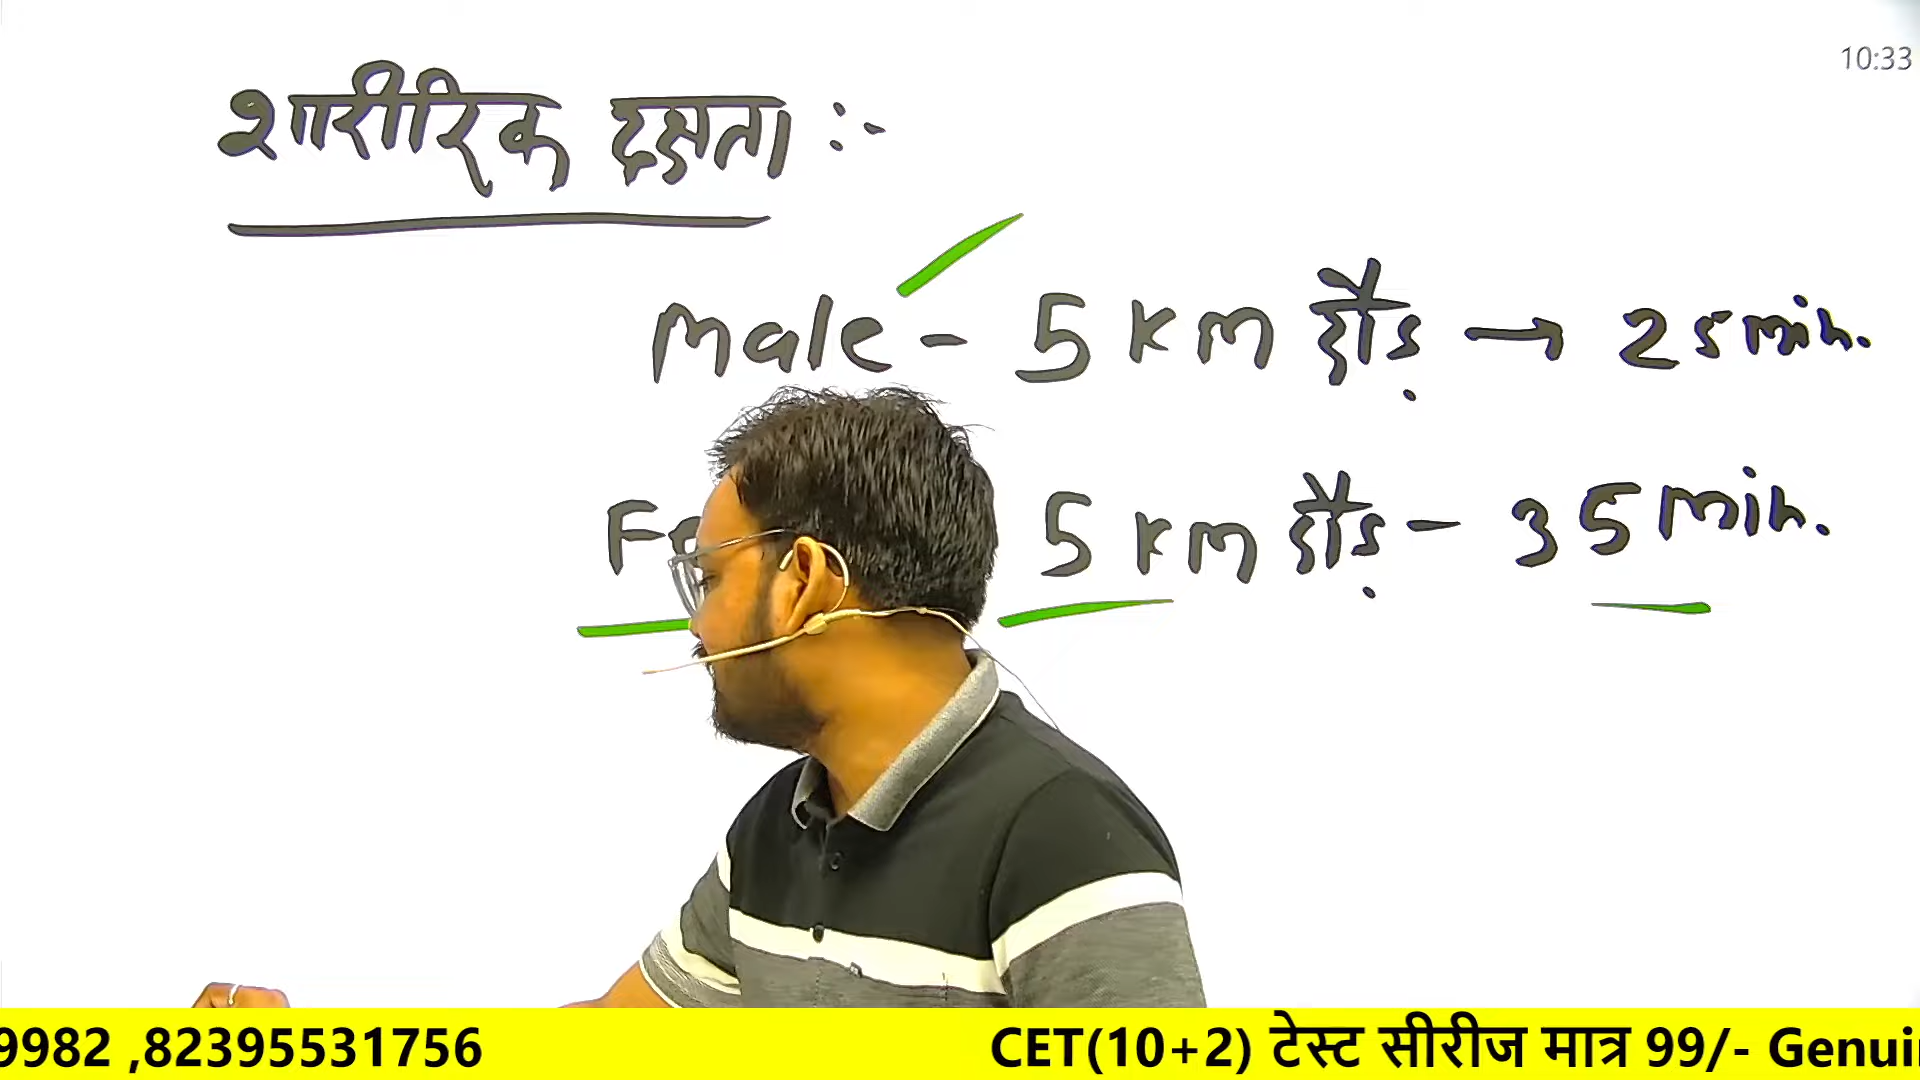 10:33
शारीरिक दक्षता :-
Male - 5 KM दौड़ → 25 min.
5 KM दौड़ - 35 min.
9982 ,82395531756 CET(10+2) टेस्ट सीरीज मात्र 99/-